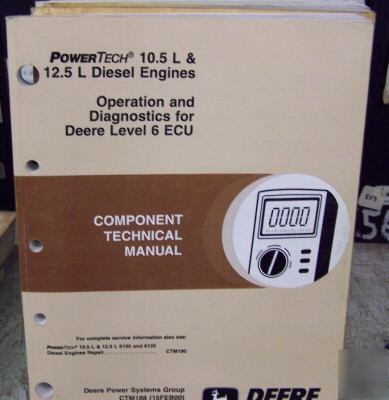 POWERTECH® 10.5 L &
12.5 L Diesel Engines
Operation and
Diagnostics for
Deere Level 6 ECU
0000
COMPONENT
TECHNICAL
MANUAL
For complete service information also see:
POWERTECH® 10.5 L & 12.5 L 6105 and 6125
Diesel Engines Repair . . . . . . . . . . . . . . . . . CTM100
Deere Power Systems Group
CTM188 (15FEB00)
DEERE